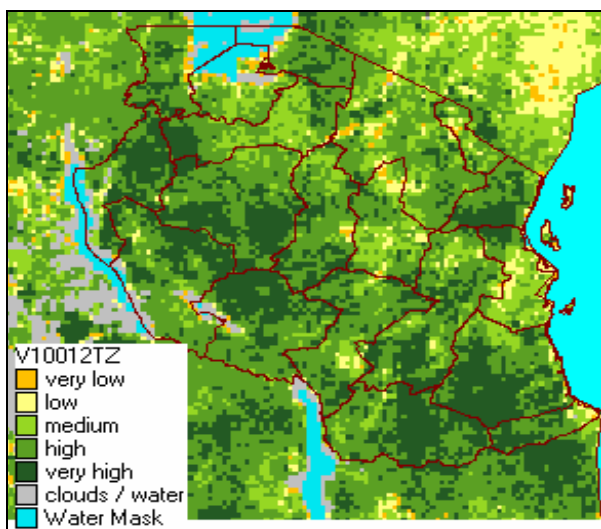 V10012TZ
very low
low
medium
high
very high
clouds / water
Water Mask